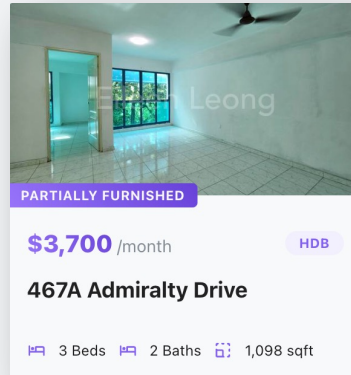 Leong
PARTIALLY FURNISHED
$3,700 /month
HDB
467A Admiralty Drive
3 Beds
2 Baths
1,098 sqft